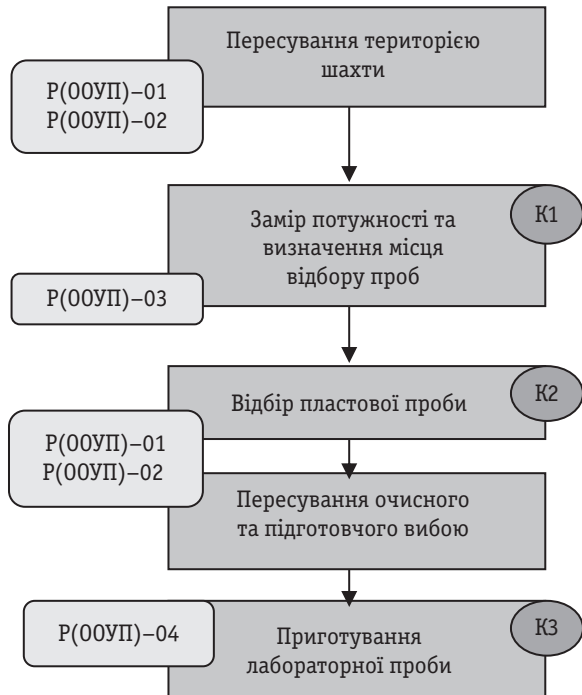 Пересування територією
шахти
Р(ООУП)–01
Р(ООУП)–02
К1
Замір потужності та
визначення місця
відбору проб
Р(ООУП)–03
К2
Відбір пластової проби
Р(ООУП)–01
Р(ООУП)–02
Пересування очисного
та підготовчого вибою
К3
Р(ООУП)–04
Приготування
лабораторної проби